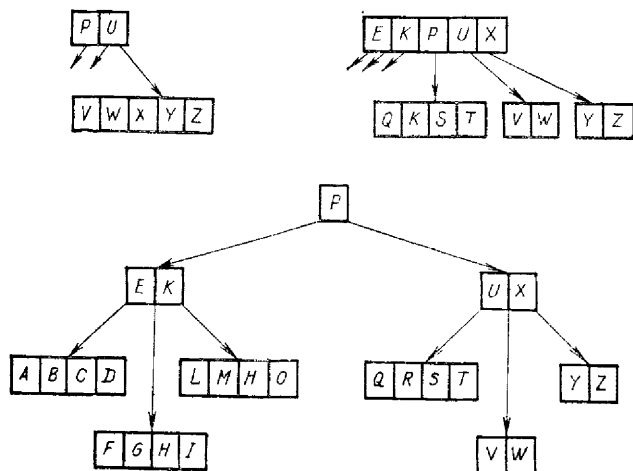 P U
E K P U X
V W X Y Z
Q K S T
V W
Y Z
P
E K
U X
A B C D
L M H O
Q R S T
Y Z
F G H I
V W